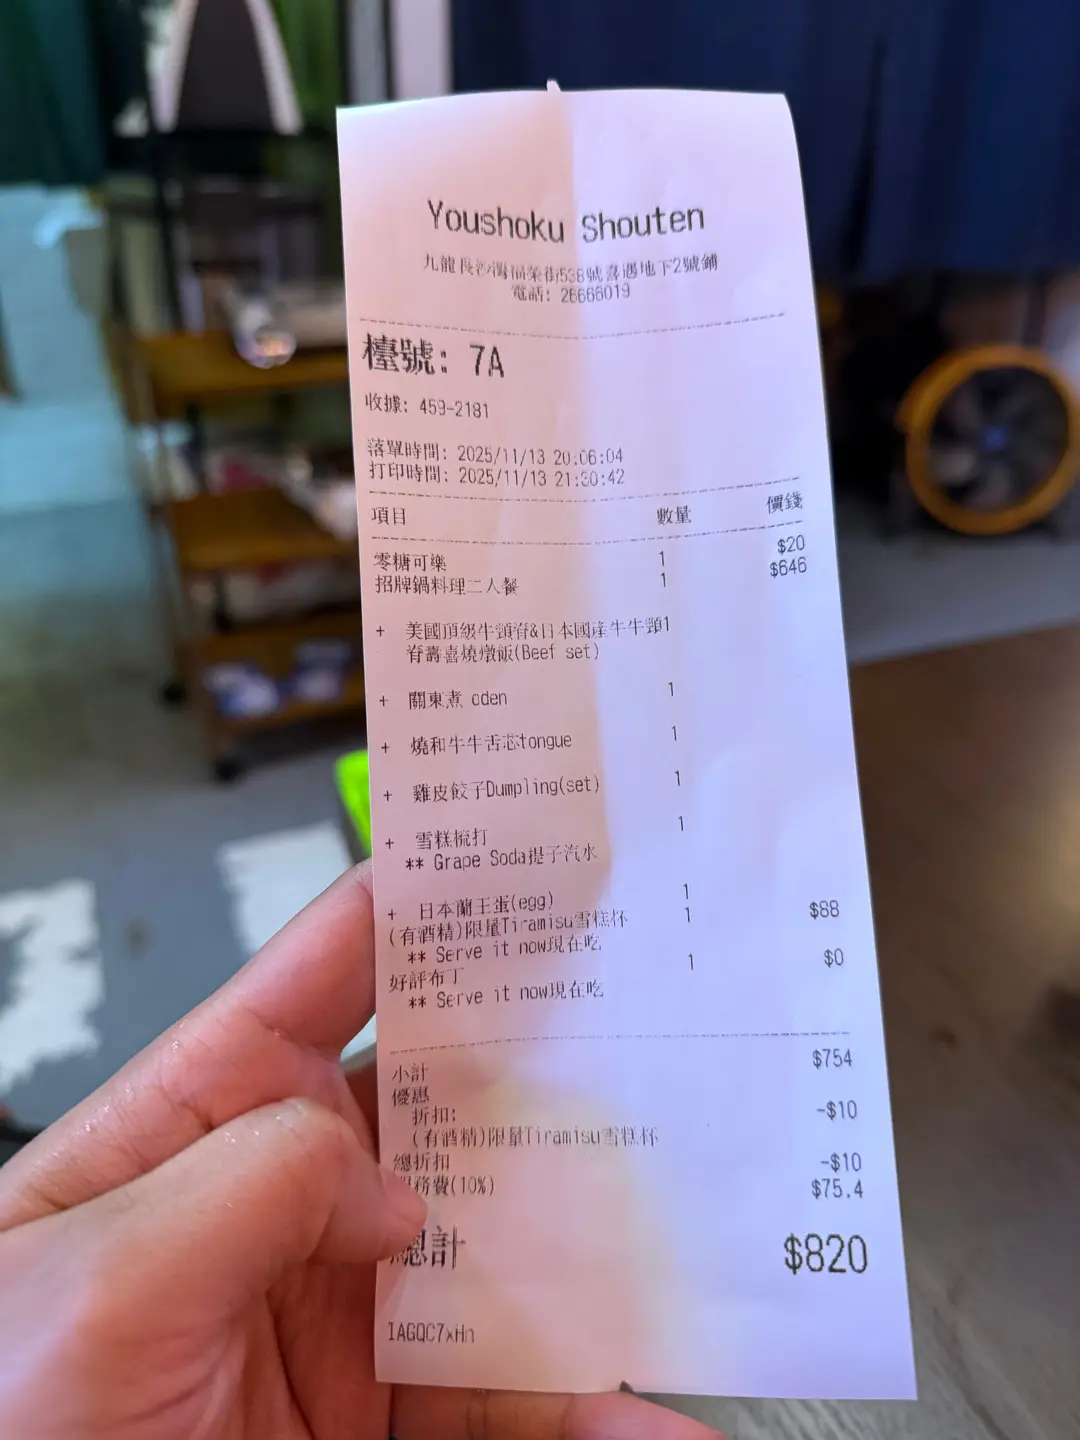 Youshoku Shouten
九龍長沙灣福榮街538號喜遇地下2號鋪
電話: 26668019
檯號: 7A
收據: 459-2181
落單時間: 2025/11/13 20:06:04
打印時間: 2025/11/13 21:30:42
項目 數量 價錢
零糖可樂 1 $20
招牌鍋料理二人餐 1 $646
+ 美國頂級牛頸脊&日本國產牛牛頸1
脊壽喜燒燉飯(Beef set)
+ 關東煮 oden 1
+ 燒和牛牛舌芯tongue 1
+ 雞皮餃子Dumpling(set) 1
+ 雪糕梳打 1
** Grape Soda提子汽水
+ 日本蘭王蛋(egg) 1
(有酒精)限量Tiramisu雪糕杯 1 $88
** Serve it now現在吃
好評布丁 1 $0
** Serve it now現在吃
小計 $754
優惠
折扣: -$10
(有酒精)限量Tiramisu雪糕杯
總折扣 -$10
務費(10%) $75.4
總計 $820
IAGQC7xHn